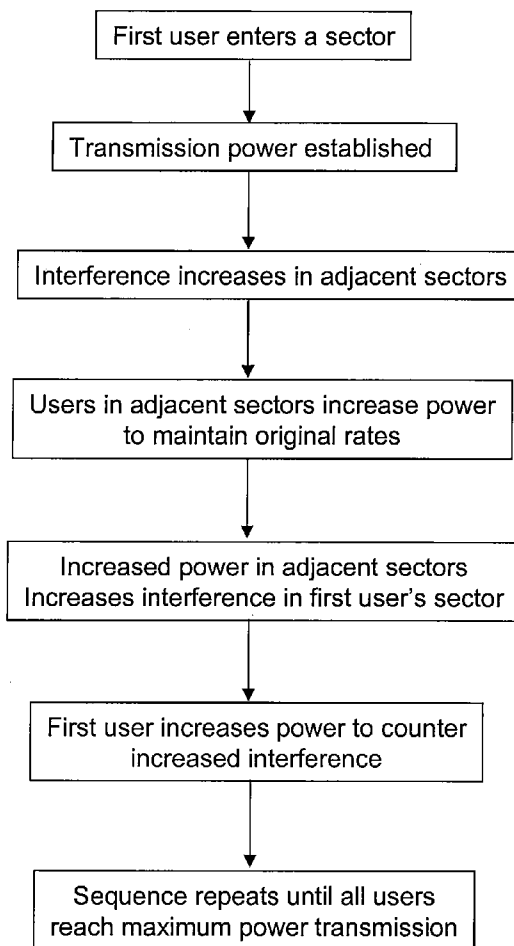 First user enters a sector
Transmission power established
Interference increases in adjacent sectors
Users in adjacent sectors increase power
to maintain original rates
Increased power in adjacent sectors
Increases interference in first user's sector
First user increases power to counter
increased interference
Sequence repeats until all users
reach maximum power transmission